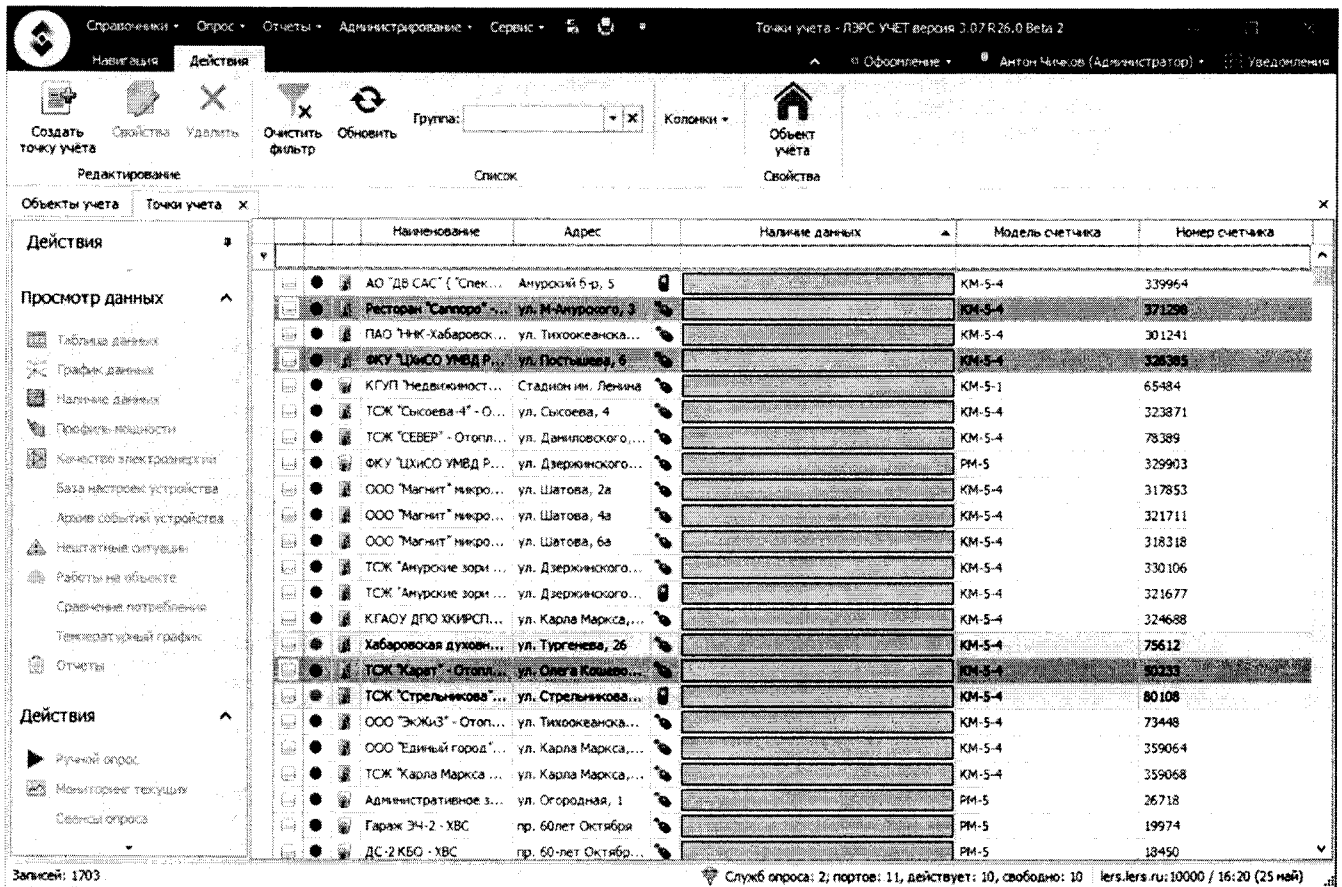 Справочники Опрос Отчеты Администрирование Сервис Точки учета - ЛЭРС УЧЕТ версия 3.07 R26.0 Beta 2
Навигация Действия Оформление Антон Чичков (Администратор) Уведомления
Создать точку учёта Свойства Удалить Очистить фильтр Обновить Группа: Колонки Объект учёта
Редактирование Список Свойства
Объекты учета Точки учета x
Действия
Просмотр данных
Таблица данных
График данных
Наличие данных
Профиль мощности
Качество электроэнергии
База настроек устройства
Архив событий устройства
Нештатные ситуации
Работы на объекте
Сравнение потребления
Температурный график
Отчеты
Действия
Ручной опрос
Мониторинг текущих
Сеансы опроса
Наименование Адрес Наличие данных Модель счетчика Номер счетчика
АО "ДВ САС" ( "Спек... Амурский б-р, 5 КМ-5-4 339964
Ресторан "Саппоро" -... ул. М-Амурского, 3 КМ-5-4 371298
ПАО "ННК-Хабаровск... ул. Тихоокеанска... КМ-5-4 301241
ФКУ "ЦХиСО УМВД Р... ул. Постышева, 6 КМ-5-4 328385
КГУП "Недвижимост... Стадион им. Ленина КМ-5-1 65484
ТСЖ "Сысоева-4" - О... ул. Сысоева, 4 КМ-5-4 323871
ТСЖ "СЕВЕР" - Отопл... ул. Даниловского,... КМ-5-4 78389
ФКУ "ЦХиСО УМВД Р... ул. Дзержинского... РМ-5 329903
ООО "Магнит" микро... ул. Шатова, 2а КМ-5-4 317853
ООО "Магнит" микро... ул. Шатова, 4а КМ-5-4 321711
ООО "Магнит" микро... ул. Шатова, 6а КМ-5-4 318318
ТСЖ "Амурские зори ... ул. Дзержинского... КМ-5-4 330106
ТСЖ "Амурские зори ... ул. Дзержинского... КМ-5-4 321677
КГАОУ ДПО ХКИРСП... ул. Карла Маркса,... КМ-5-4 324688
Хабаровская духовн... ул. Тургенева, 26 КМ-5-4 75612
ТСЖ "Карат" - Отопл... ул. Олега Кошево... КМ-5-4 80233
ТСЖ "Стрельникова"... ул. Стрельникова... КМ-5-4 80108
ООО "ЭкЖиЗ" - Отоп... ул. Тихоокеанска... КМ-5-4 73448
ООО "Единый город"... ул. Карла Маркса,... КМ-5-4 359064
ТСЖ "Карла Маркса ... ул. Карла Маркса,... КМ-5-4 359068
Административное з... ул. Огородная, 1 РМ-5 26718
Гараж ЭЧ-2 - ХВС пр. 60лет Октября РМ-5 19974
ДС-2 КБО - ХВС пр. 60-лет Октябр... РМ-5 18450
Записей: 1703 Служб опроса: 2; портов: 11, действует: 10, свободно: 10 lers.lers.ru:10000 / 16:20 (25 май)